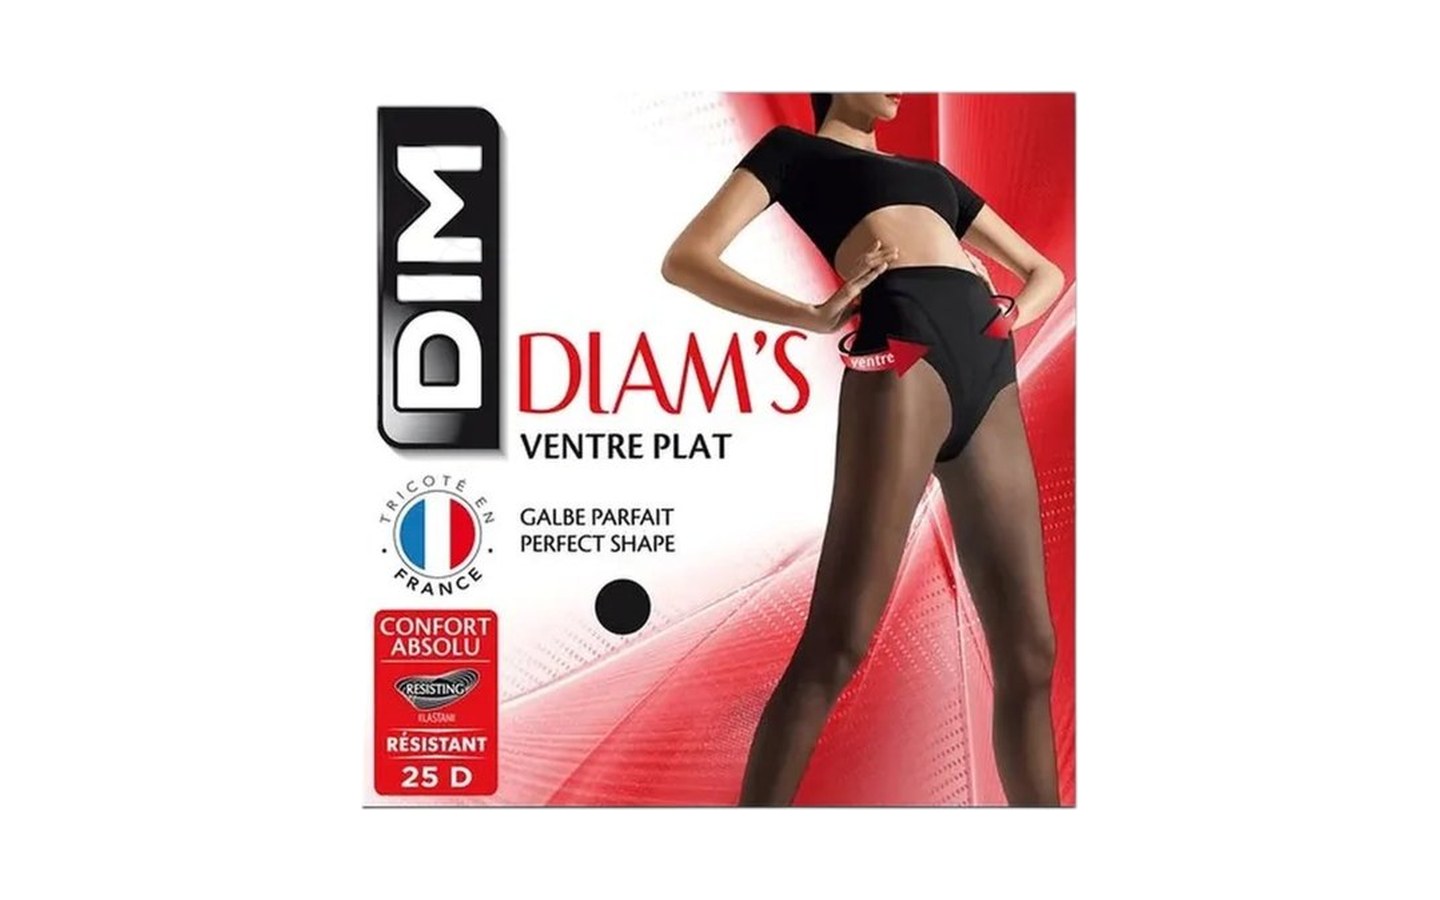 DIM
DIAM'S
VENTRE PLAT
ventre
TRICOTÉ EN
FRANCE
GALBE PARFAIT
PERFECT SHAPE
CONFORT
ABSOLU
RESISTING
RÉSISTANT
25 D